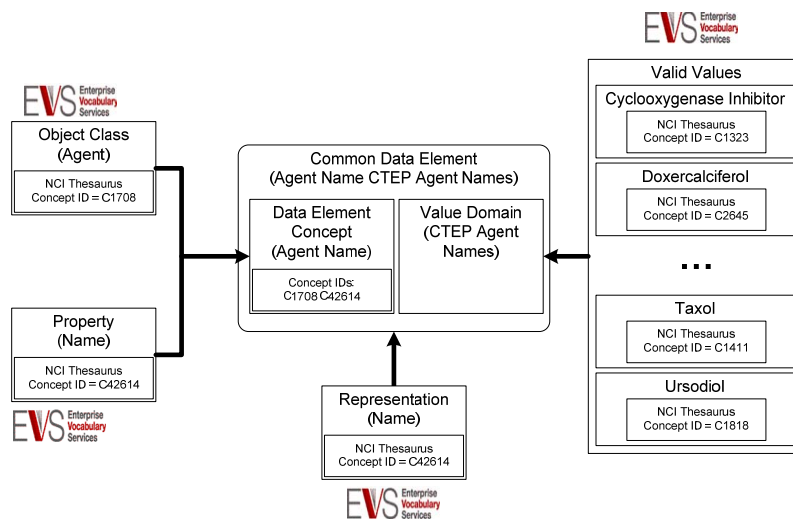 EVS Enterprise
Vocabulary
Services
Object Class
(Agent)
NCI Thesaurus
Concept ID = C1708
Property
(Name)
NCI Thesaurus
Concept ID = C42614
EVS Enterprise
Vocabulary
Services
Common Data Element
(Agent Name CTEP Agent Names)
Data Element
Concept
(Agent Name)
Concept IDs:
C1708 C42614
Value Domain
(CTEP Agent
Names)
Representation
(Name)
NCI Thesaurus
Concept ID = C42614
EVS Enterprise
Vocabulary
Services
EVS Enterprise
Vocabulary
Services
Valid Values
Cyclooxygenase Inhibitor
NCI Thesaurus
Concept ID = C1323
Doxercalciferol
NCI Thesaurus
Concept ID = C2645
...
Taxol
NCI Thesaurus
Concept ID = C1411
Ursodiol
NCI Thesaurus
Concept ID = C1818